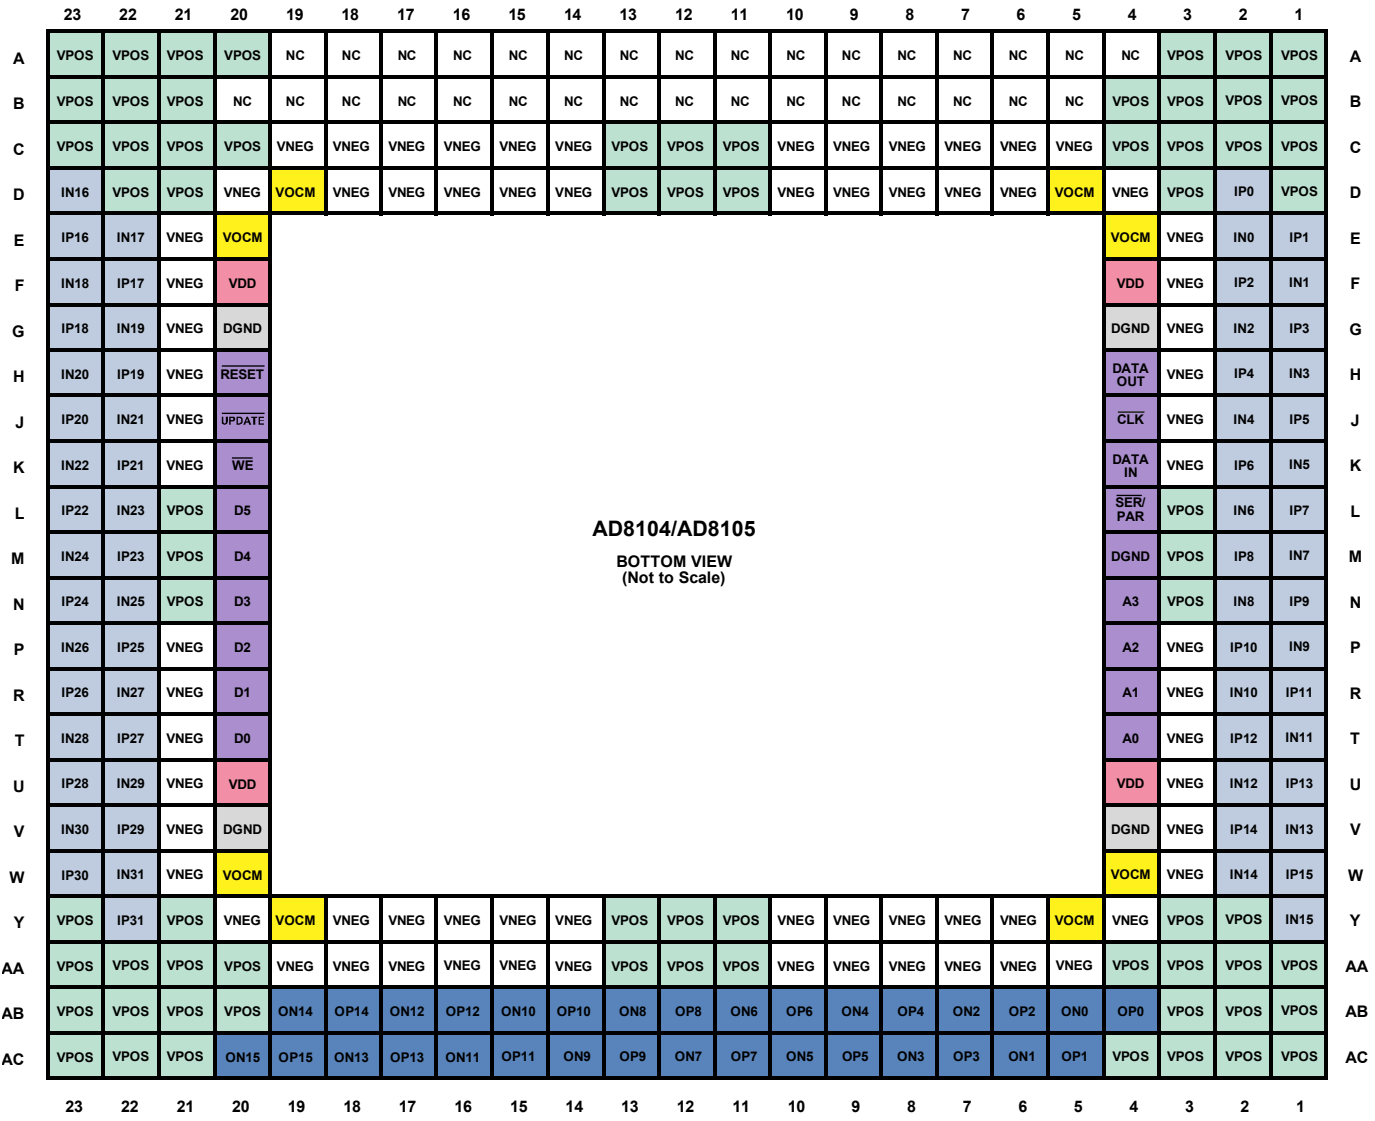 23 22 21 20 19 18 17 16 15 14 13 12 11 10 9 8 7 6 5 4 3 2 1
A VPOS VPOS VPOS VPOS NC NC NC NC NC NC NC NC NC NC NC NC NC NC NC NC VPOS VPOS VPOS A
B VPOS VPOS VPOS NC NC NC NC NC NC NC NC NC NC NC NC NC NC NC NC VPOS VPOS VPOS VPOS B
C VPOS VPOS VPOS VPOS VNEG VNEG VNEG VNEG VNEG VNEG VPOS VPOS VPOS VNEG VNEG VNEG VNEG VNEG VNEG VPOS VPOS VPOS VPOS C
D IN16 VPOS VPOS VNEG VOCM VNEG VNEG VNEG VNEG VNEG VPOS VPOS VPOS VNEG VNEG VNEG VNEG VNEG VOCM VNEG VPOS IP0 VPOS D
E IP16 IN17 VNEG VOCM VOCM VNEG IN0 IP1 E
F IN18 IP17 VNEG VDD VDD VNEG IP2 IN1 F
G IP18 IN19 VNEG DGND DGND VNEG IN2 IP3 G
H IN20 IP19 VNEG RESET DATA OUT VNEG IP4 IN3 H
J IP20 IN21 VNEG UPDATE CLK VNEG IN4 IP5 J
K IN22 IP21 VNEG WE DATA IN VNEG IP6 IN5 K
L IP22 IN23 VPOS D5 SER/ PAR VPOS IN6 IP7 L
AD8104/AD8105
M IN24 IP23 VPOS D4 DGND VPOS IP8 IN7 M
BOTTOM VIEW
(Not to Scale)
N IP24 IN25 VPOS D3 A3 VPOS IN8 IP9 N
P IN26 IP25 VNEG D2 A2 VNEG IP10 IN9 P
R IP26 IN27 VNEG D1 A1 VNEG IN10 IP11 R
T IN28 IP27 VNEG D0 A0 VNEG IP12 IN11 T
U IP28 IN29 VNEG VDD VDD VNEG IN12 IP13 U
V IN30 IP29 VNEG DGND DGND VNEG IP14 IN13 V
W IP30 IN31 VNEG VOCM VOCM VNEG IN14 IP15 W
Y VPOS IP31 VPOS VNEG VOCM VNEG VNEG VNEG VNEG VNEG VPOS VPOS VPOS VNEG VNEG VNEG VNEG VNEG VOCM VNEG VPOS VPOS IN15 Y
AA VPOS VPOS VPOS VPOS VNEG VNEG VNEG VNEG VNEG VNEG VPOS VPOS VPOS VNEG VNEG VNEG VNEG VNEG VNEG VPOS VPOS VPOS VPOS AA
AB VPOS VPOS VPOS VPOS ON14 OP14 ON12 OP12 ON10 OP10 ON8 OP8 ON6 OP6 ON4 OP4 ON2 OP2 ON0 OP0 VPOS VPOS VPOS AB
AC VPOS VPOS VPOS ON15 OP15 ON13 OP13 ON11 OP11 ON9 OP9 ON7 OP7 ON5 OP5 ON3 OP3 ON1 OP1 VPOS VPOS VPOS VPOS AC
23 22 21 20 19 18 17 16 15 14 13 12 11 10 9 8 7 6 5 4 3 2 1